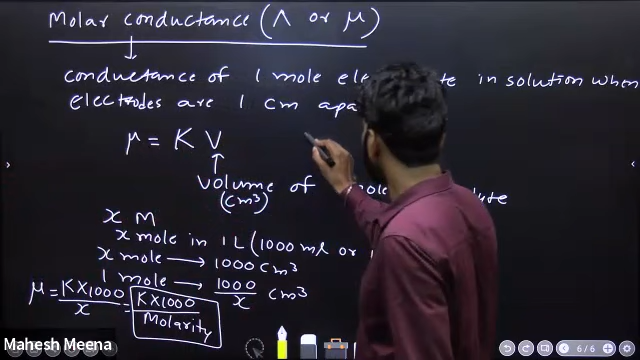 Molar conductance (Λ or μ)
conductance of 1 mole ele te in solution when
electrodes are 1 cm apa
μ = K V
volume of mole lyte
(cm³)
x M
x mole in 1 L (1000 ml or
x mole → 1000 cm³
1 mole → 1000/x cm³
μ = K×1000/x = K×1000/Molarity
Mahesh Meena
6/6